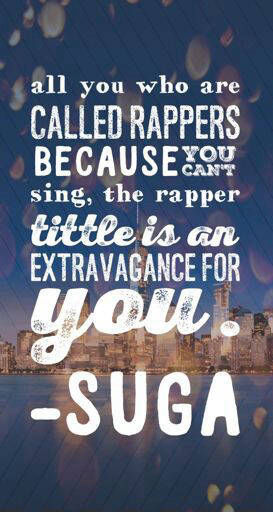 all you who are
CALLED RAPPERS
BECAUSE YOU CAN'T
sing, the rapper
tittle is an
EXTRAVAGANCE FOR
you.
-SUGA